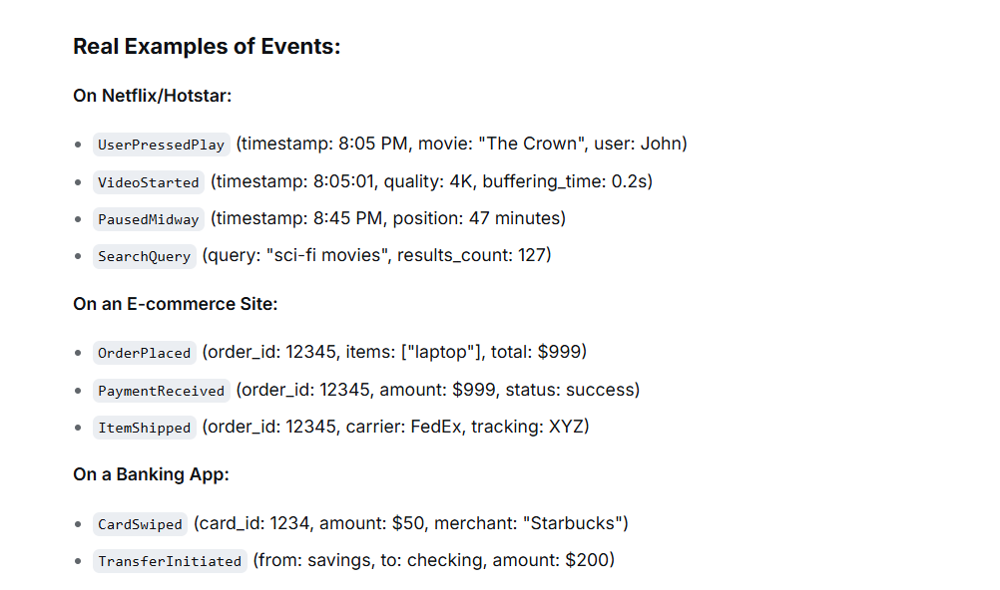 Real Examples of Events:
On Netflix/Hotstar:
UserPressedPlay (timestamp: 8:05 PM, movie: "The Crown", user: John)
VideoStarted (timestamp: 8:05:01, quality: 4K, buffering_time: 0.2s)
PausedMidway (timestamp: 8:45 PM, position: 47 minutes)
SearchQuery (query: "sci-fi movies", results_count: 127)
On an E-commerce Site:
OrderPlaced (order_id: 12345, items: ["laptop"], total: $999)
PaymentReceived (order_id: 12345, amount: $999, status: success)
ItemShipped (order_id: 12345, carrier: FedEx, tracking: XYZ)
On a Banking App:
CardSwiped (card_id: 1234, amount: $50, merchant: "Starbucks")
TransferInitiated (from: savings, to: checking, amount: $200)